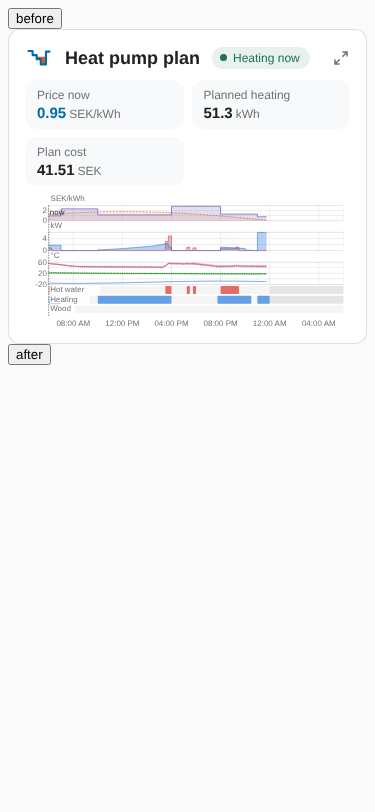 before
Heat pump plan
Heating now
Price now
0.95 SEK/kWh
Planned heating
51.3 kWh
Plan cost
41.51 SEK
SEK/kWh
2
now
0
kW
4
0
°C
60
20
-20
Hot water
Heating
Wood
08:00 AM 12:00 PM 04:00 PM 08:00 PM 12:00 AM 04:00 AM
after